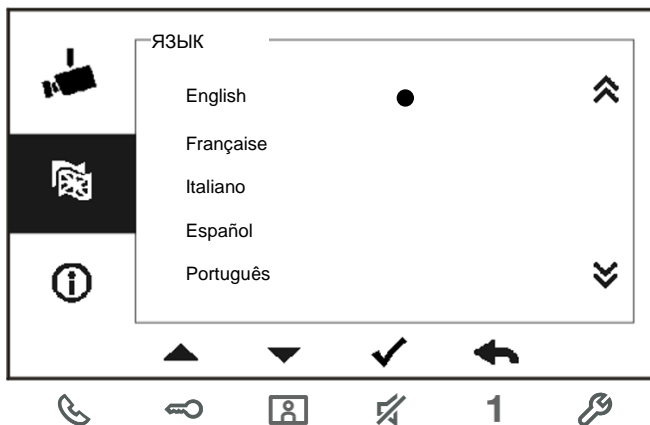 ЯЗЫК
English
Française
Italiano
Español
Português
1